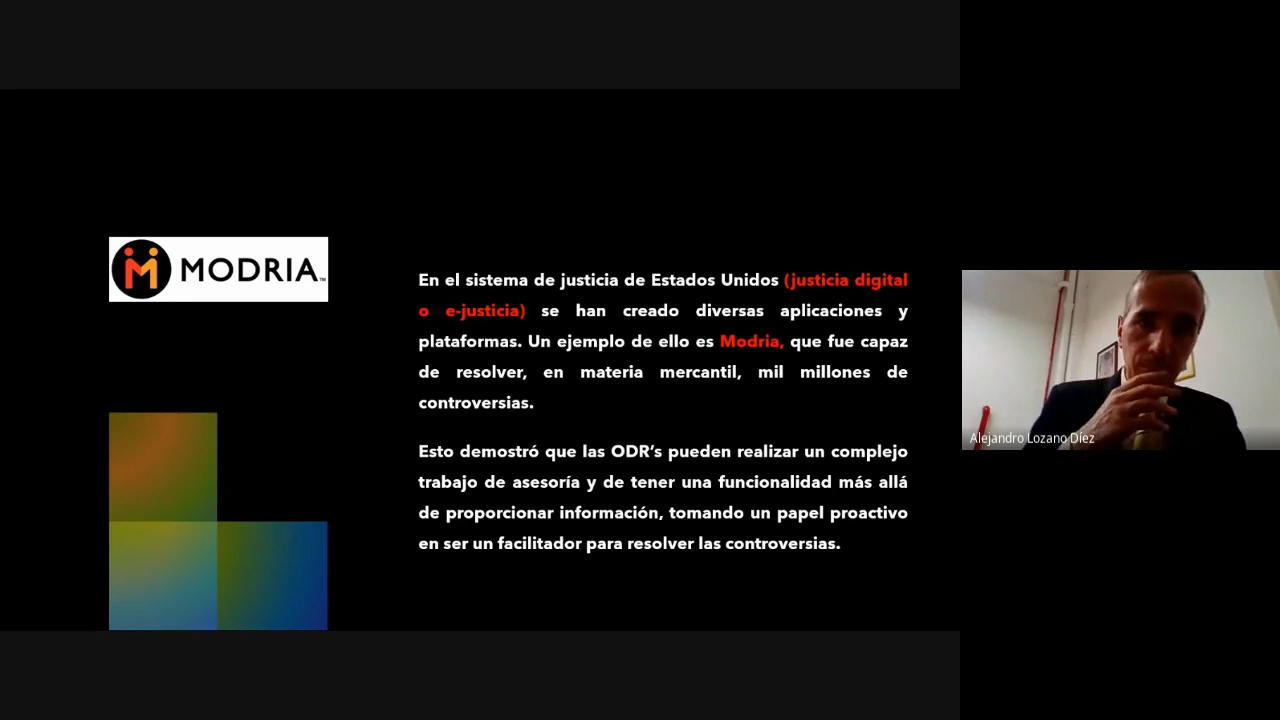 MODRIA™
En el sistema de justicia de Estados Unidos (justicia digital
o e-justicia) se han creado diversas aplicaciones y
plataformas. Un ejemplo de ello es Modria, que fue capaz
de resolver, en materia mercantil, mil millones de
controversias.
Esto demostró que las ODR’s pueden realizar un complejo
trabajo de asesoría y de tener una funcionalidad más allá
de proporcionar información, tomando un papel proactivo
en ser un facilitador para resolver las controversias.
Alejandro Lozano Díez